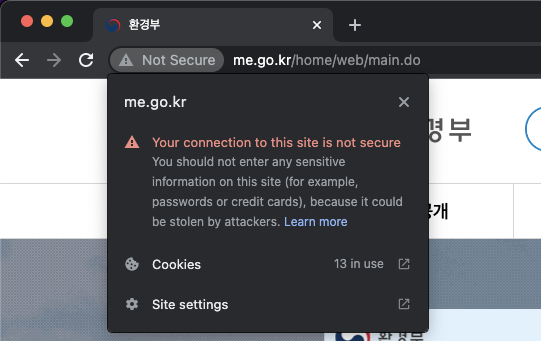 환경부
Not Secure me.go.kr/home/web/main.do
me.go.kr
경부
Your connection to this site is not secure
You should not enter any sensitive
information on this site (for example,
passwords or credit cards), because it could
be stolen by attackers. Learn more
공개
Cookies 13 in use
Site settings
환경부